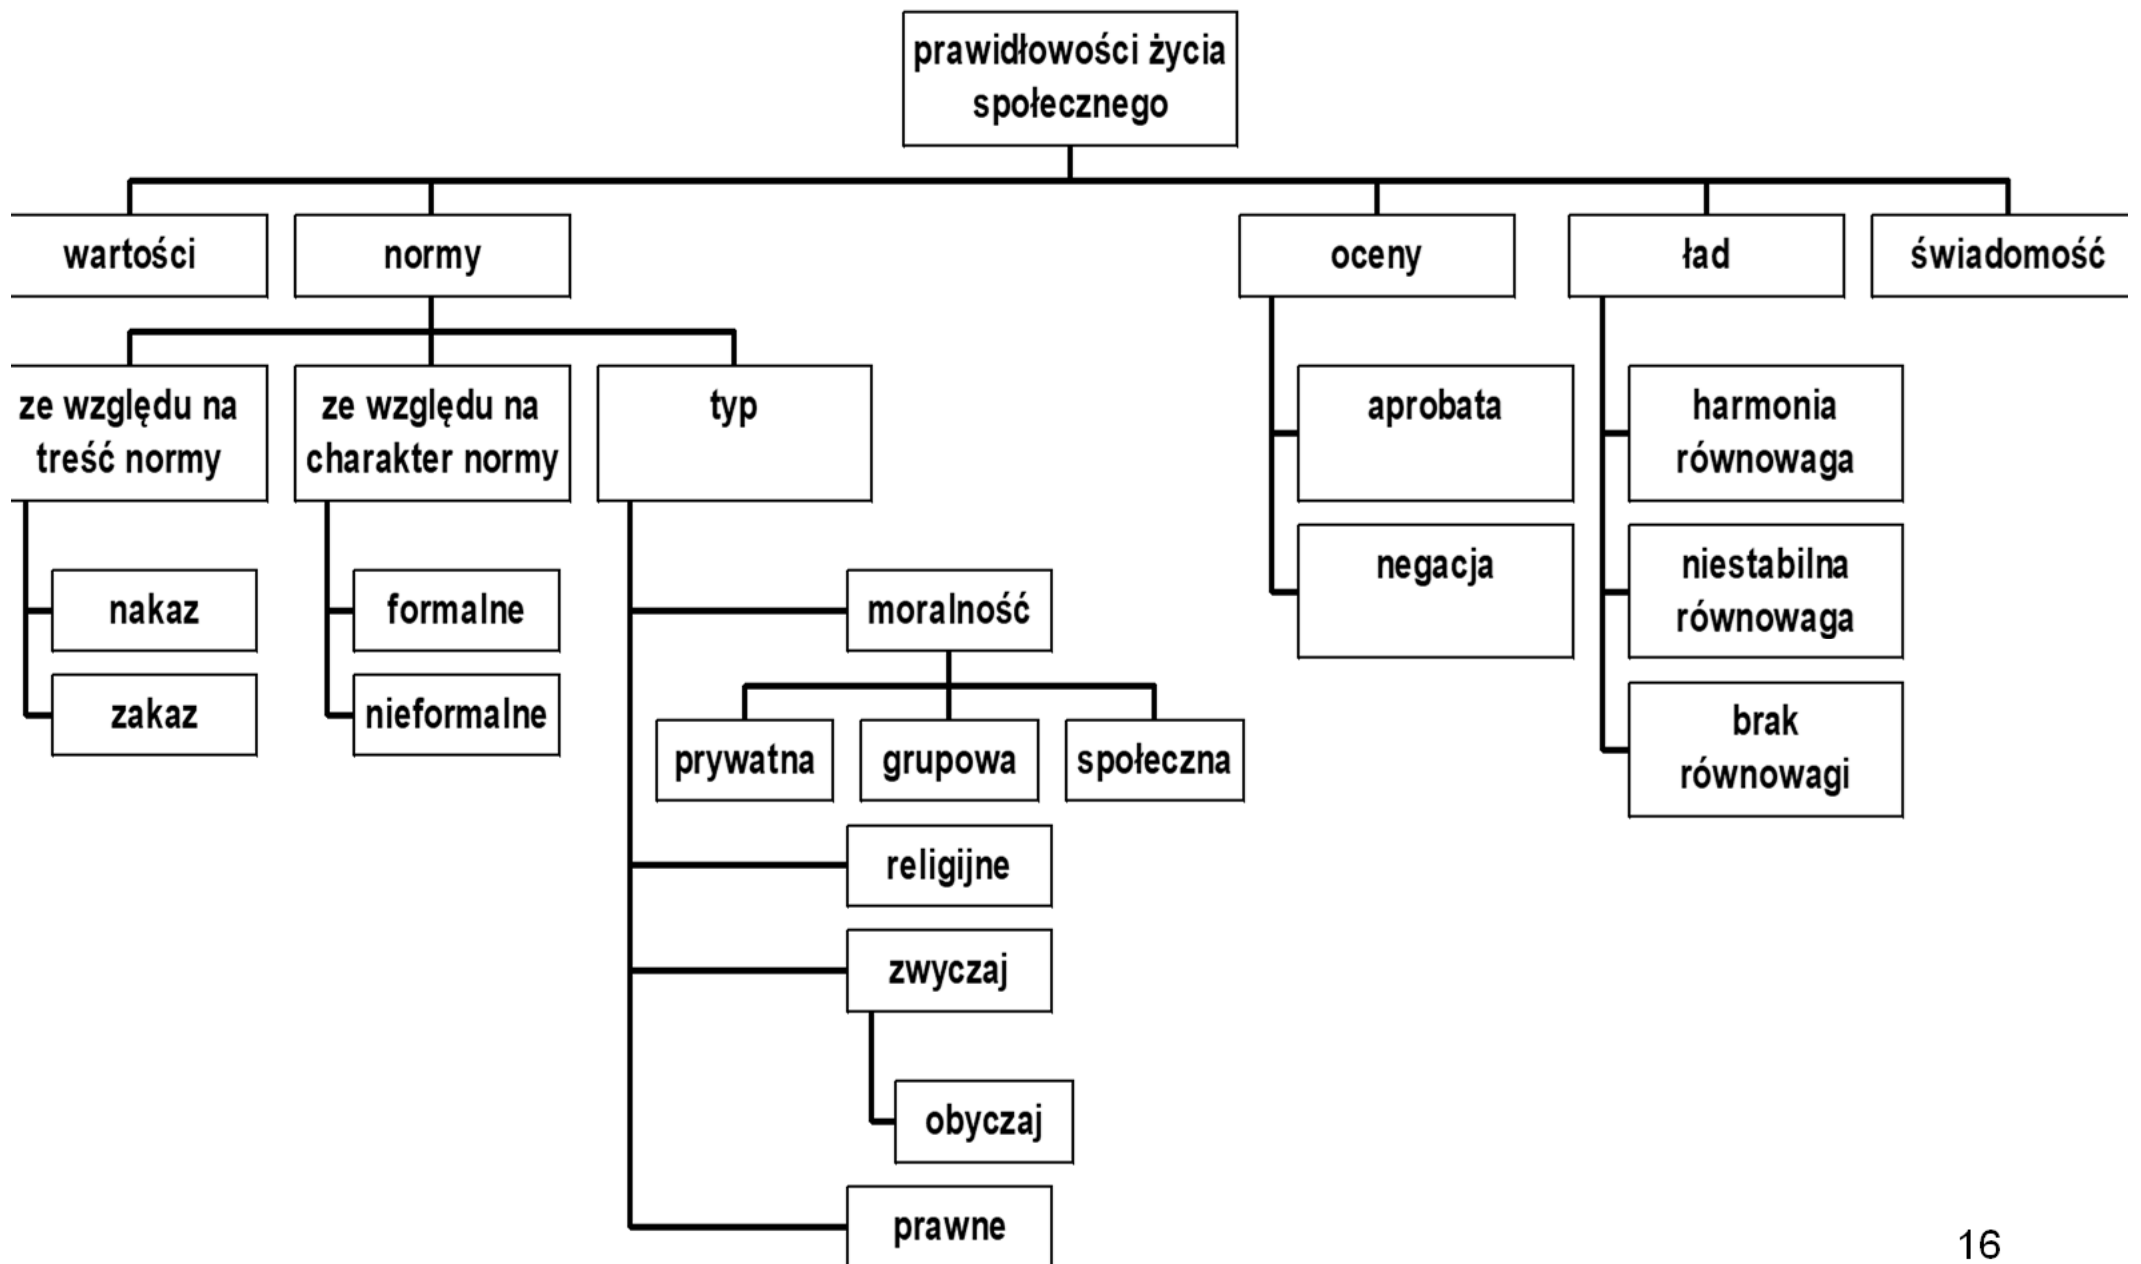 prawidłowości życia
społecznego
wartości
normy
oceny
ład
świadomość
ze względu na
treść normy
ze względu na
charakter normy
typ
aprobata
harmonia
równowaga
nakaz
zakaz
formalne
nieformalne
negacja
niestabilna
równowaga
moralność
brak
równowagi
prywatna
grupowa
społeczna
religijne
zwyczaj
obyczaj
prawne
16